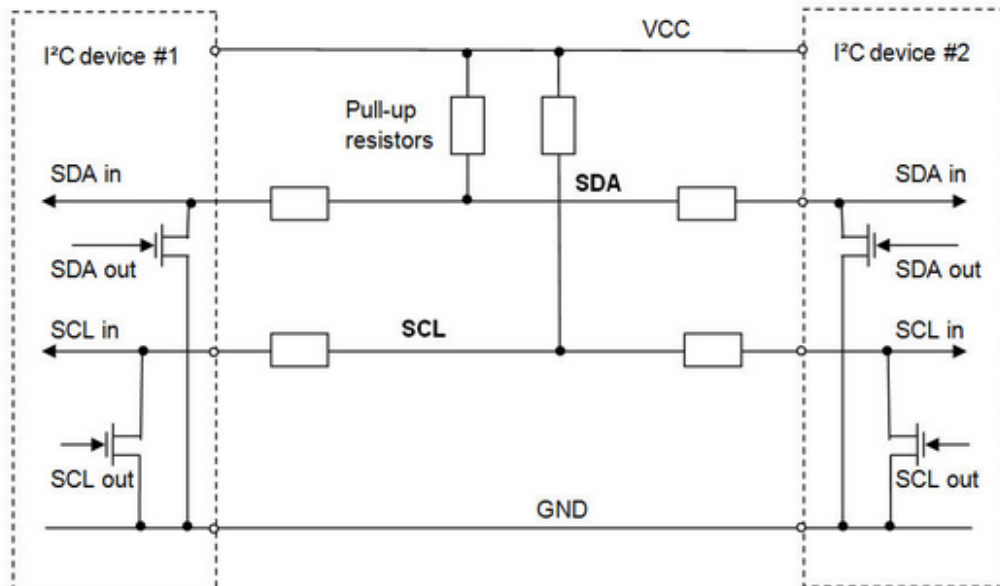 VCC
I²C device #1
I²C device #2
Pull-up
resistors
SDA in
SDA
SDA in
SDA out
SDA out
SCL in
SCL
SCL in
SCL out
SCL out
GND